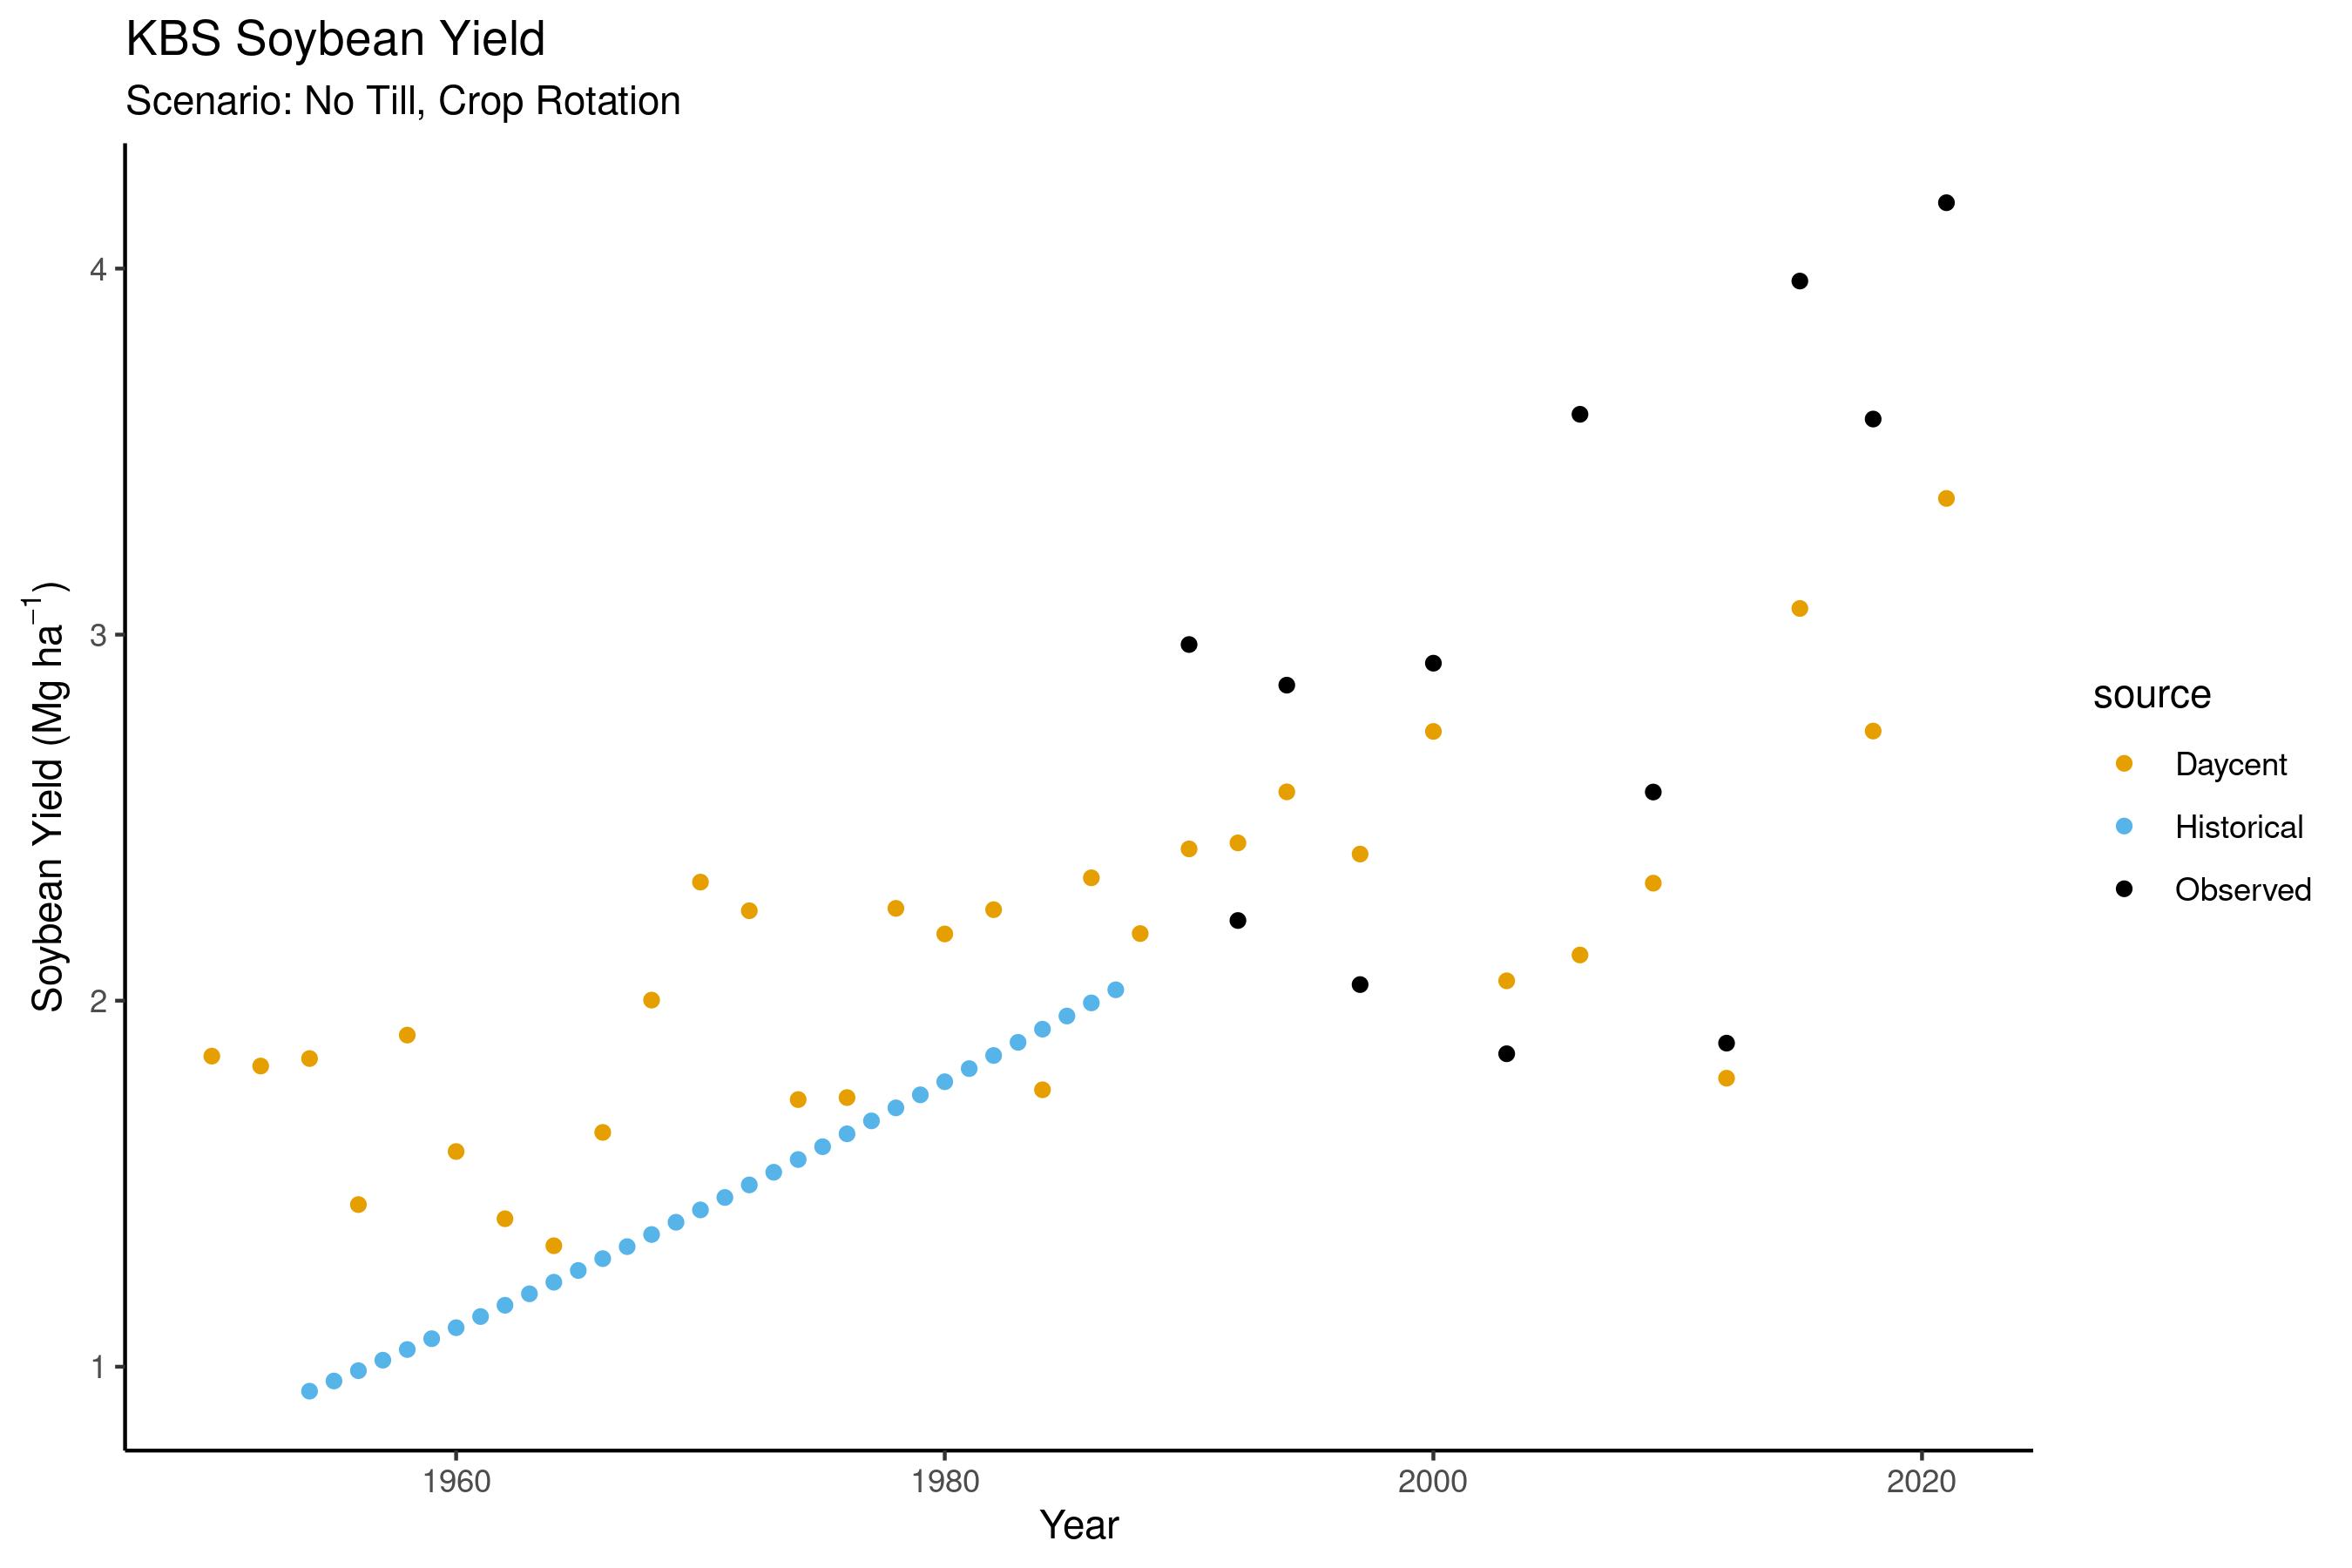 KBS Soybean Yield
Scenario: No Till, Crop Rotation
Soybean Yield (Mg ha⁻¹)
4
3
2
1
1960 1980 2000 2020
Year
source
Daycent
Historical
Observed